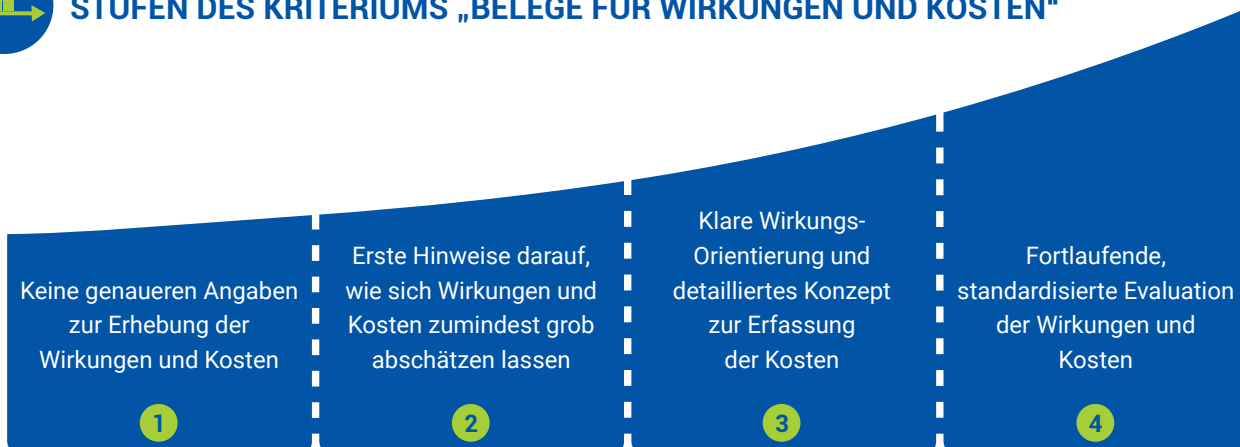 STUFEN DES KRITERIUMS „BELEGE FÜR WIRKUNGEN UND KOSTEN“
Keine genaueren Angaben
zur Erhebung der
Wirkungen und Kosten
1
Erste Hinweise darauf,
wie sich Wirkungen und
Kosten zumindest grob
abschätzen lassen
2
Klare Wirkungs-
Orientierung und
detailliertes Konzept
zur Erfassung
der Kosten
3
Fortlaufende,
standardisierte Evaluation
der Wirkungen und
Kosten
4